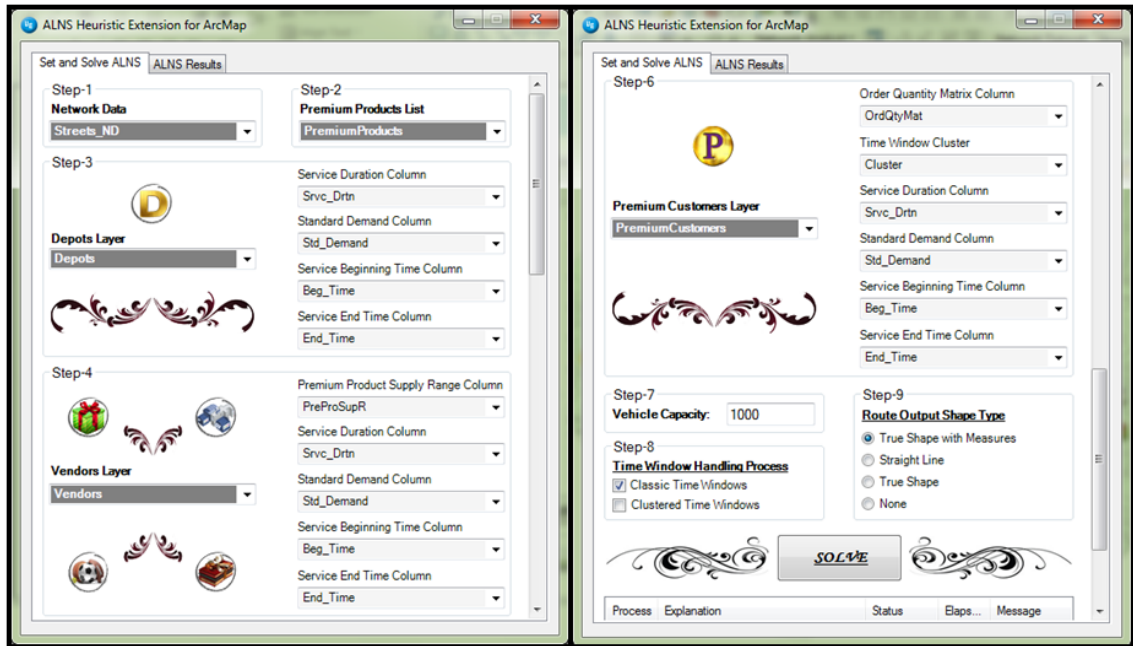 ALNS Heuristic Extension for ArcMap
Set and Solve ALNS
ALNS Results
Step-1
Network Data
Streets_ND
Step-2
Premium Products List
PremiumProducts
Step-3
D
Depots Layer
Depots
Service Duration Column
Srvc_Drtn
Standard Demand Column
Std_Demand
Service Beginning Time Column
Beg_Time
Service End Time Column
End_Time
Step-4
Vendors Layer
Vendors
Premium Product Supply Range Column
PreProSupR
Service Duration Column
Srvc_Drtn
Standard Demand Column
Std_Demand
Service Beginning Time Column
Beg_Time
Service End Time Column
End_Time
ALNS Heuristic Extension for ArcMap
Set and Solve ALNS
ALNS Results
Step-6
P
Premium Customers Layer
PremiumCustomers
Order Quantity Matrix Column
OrdQtyMat
Time Window Cluster
Cluster
Service Duration Column
Srvc_Drtn
Standard Demand Column
Std_Demand
Service Beginning Time Column
Beg_Time
Service End Time Column
End_Time
Step-7
Vehicle Capacity: 1000
Step-8
Time Window Handling Process
Classic Time Windows
Clustered Time Windows
Step-9
Route Output Shape Type
True Shape with Measures
Straight Line
True Shape
None
SOLVE
Process Explanation Status Elaps... Message